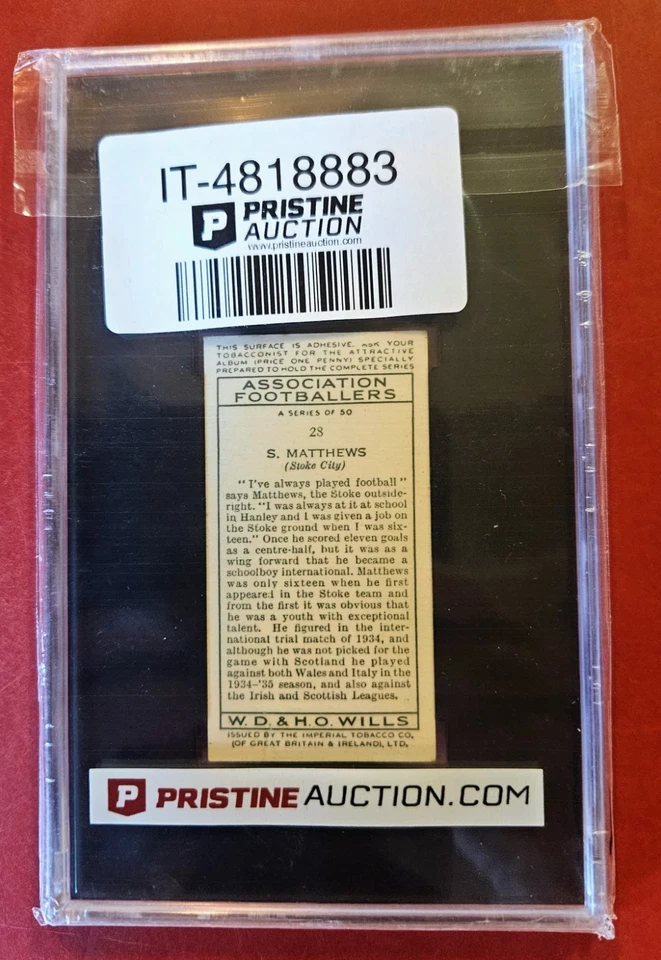 IT-4818883
P PRISTINE
AUCTION
www.pristineauction.com
THIS SURFACE IS ADHESIVE. ASK YOUR
TOBACCONIST FOR THE ATTRACTIVE
ALBUM (PRICE ONE PENNY) SPECIALLY
PREPARED TO HOLD THE COMPLETE SERIES
ASSOCIATION
FOOTBALLERS
A SERIES OF 50
28
S. MATTHEWS
(Stoke City)
"I've always played football"
says Matthews, the Stoke outside-
right. "I was always at it at school
in Hanley and I was given a job on
the Stoke ground when I was six-
teen." Once he scored eleven goals
as a centre-half, but it was as a
wing forward that he became a
schoolboy international. Matthews
was only sixteen when he first
appeared in the Stoke team and
from the first it was obvious that
he was a youth with exceptional
talent. He figured in the inter-
national trial match of 1934, and
although he was not picked for the
game with Scotland he played
against both Wales and Italy in the
1934-'35 season, and also against
the Irish and Scottish Leagues.
W. D. & H. O. WILLS
ISSUED BY THE IMPERIAL TOBACCO CO,
(OF GREAT BRITAIN & IRELAND), LTD,
P PRISTINE AUCTION.COM